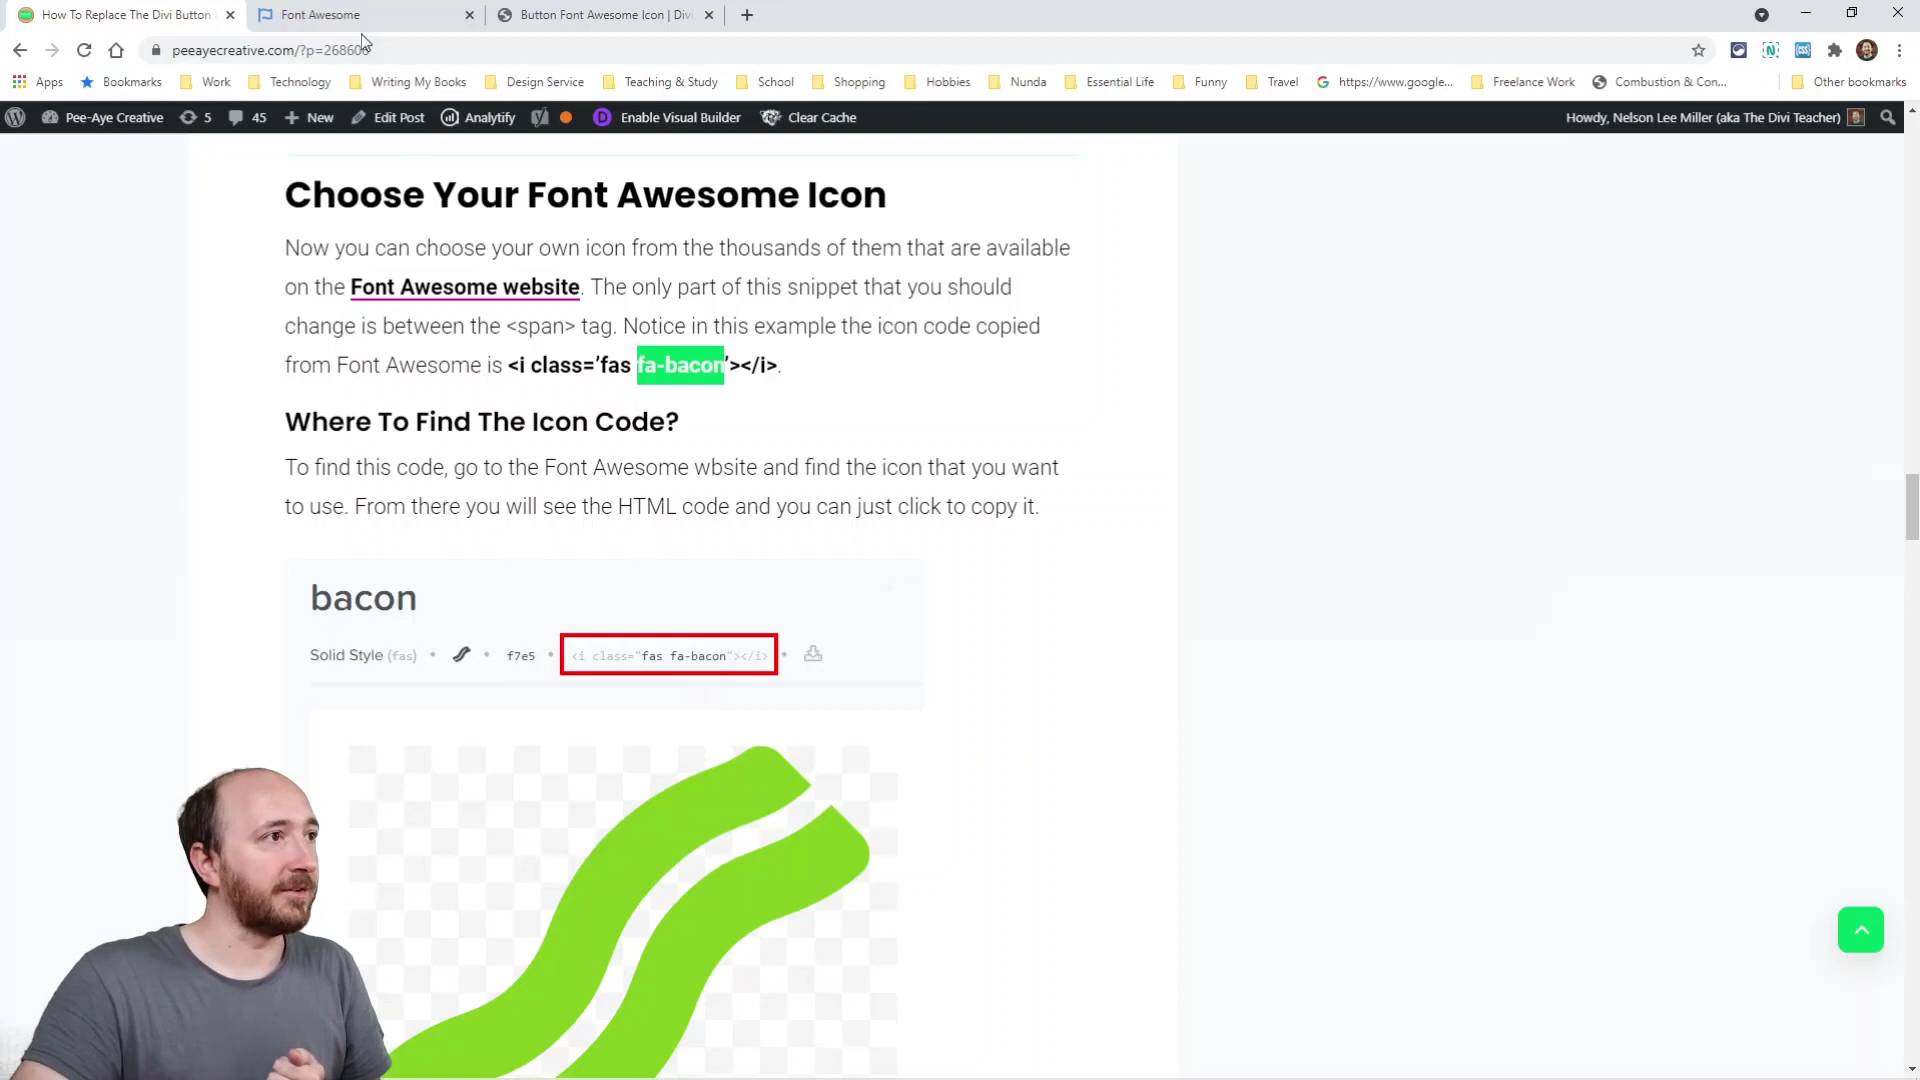 How To Replace The Divi Button
Font Awesome
Button Font Awesome Icon | Divi
peeayecreative.com/?p=26860
Apps
Bookmarks
Work
Technology
Writing My Books
Design Service
Teaching & Study
School
Shopping
Hobbies
Nunda
Essential Life
Funny
Travel
https://www.google...
Freelance Work
Combustion & Con...
Other bookmarks
Pee-Aye Creative
5
45
New
Edit Post
Analytify
Enable Visual Builder
Clear Cache
Howdy, Nelson Lee Miller (aka The Divi Teacher)
Choose Your Font Awesome Icon
Now you can choose your own icon from the thousands of them that are available
on the Font Awesome website. The only part of this snippet that you should
change is between the <span> tag. Notice in this example the icon code copied
from Font Awesome is <i class=’fas fa-bacon’></i>.
Where To Find The Icon Code?
To find this code, go to the Font Awesome wbsite and find the icon that you want
to use. From there you will see the HTML code and you can just click to copy it.
bacon
Solid Style (fas) • • f7e5 • <i class="fas fa-bacon"></i> •